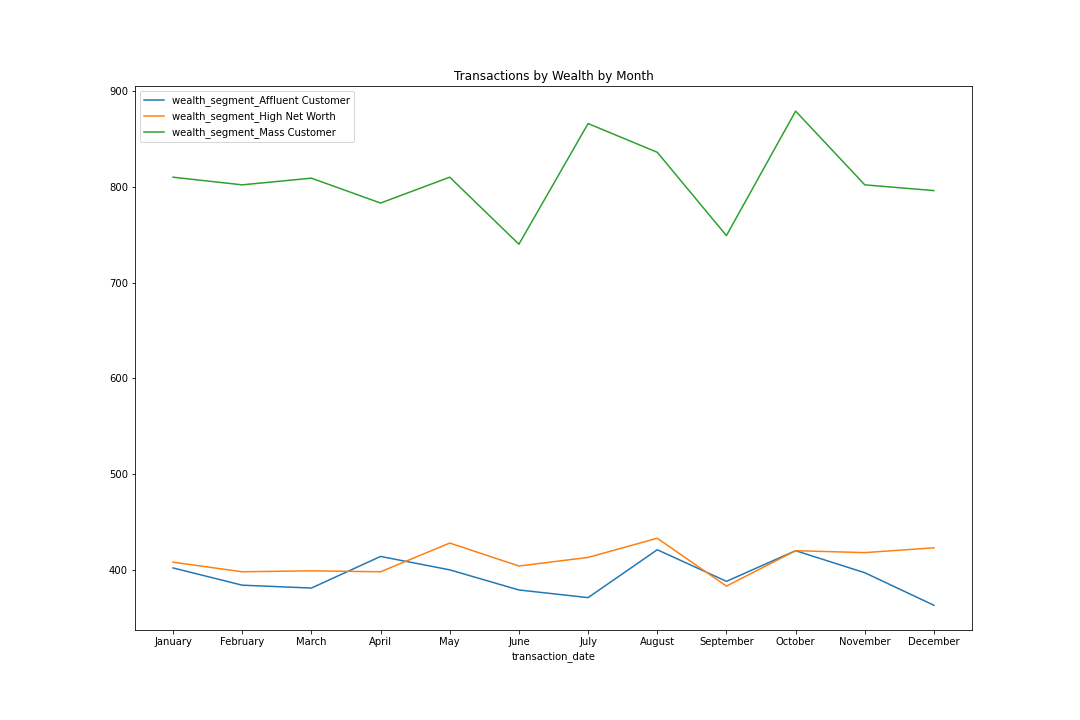 Transactions by Wealth by Month
900
wealth_segment_Affluent Customer
wealth_segment_High Net Worth
wealth_segment_Mass Customer
800
700
600
500
400
January February March April May June July August September October November December
transaction_date